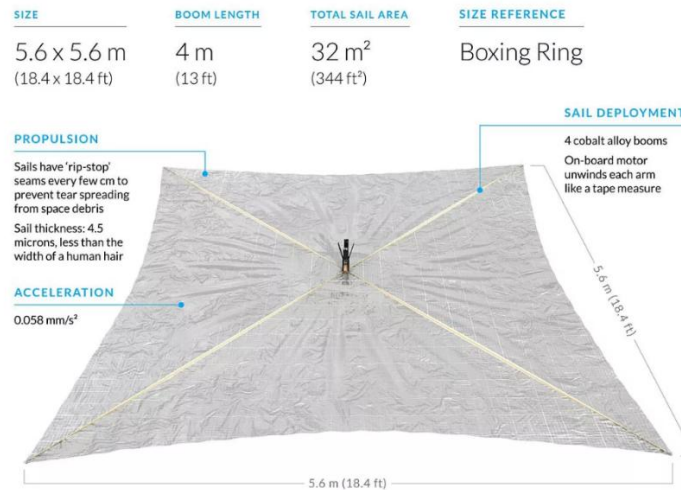 SIZE
5.6 x 5.6 m
(18.4 x 18.4 ft)
BOOM LENGTH
4 m
(13 ft)
TOTAL SAIL AREA
32 m²
(344 ft²)
SIZE REFERENCE
Boxing Ring
PROPULSION
Sails have 'rip-stop'
seams every few cm to
prevent tear spreading
from space debris
Sail thickness: 4.5
microns, less than the
width of a human hair
ACCELERATION
0.058 mm/s²
SAIL DEPLOYMENT
4 cobalt alloy booms
On-board motor
unwinds each arm
like a tape measure
5.6 m (18.4 ft)
5.6 m (18.4 ft)